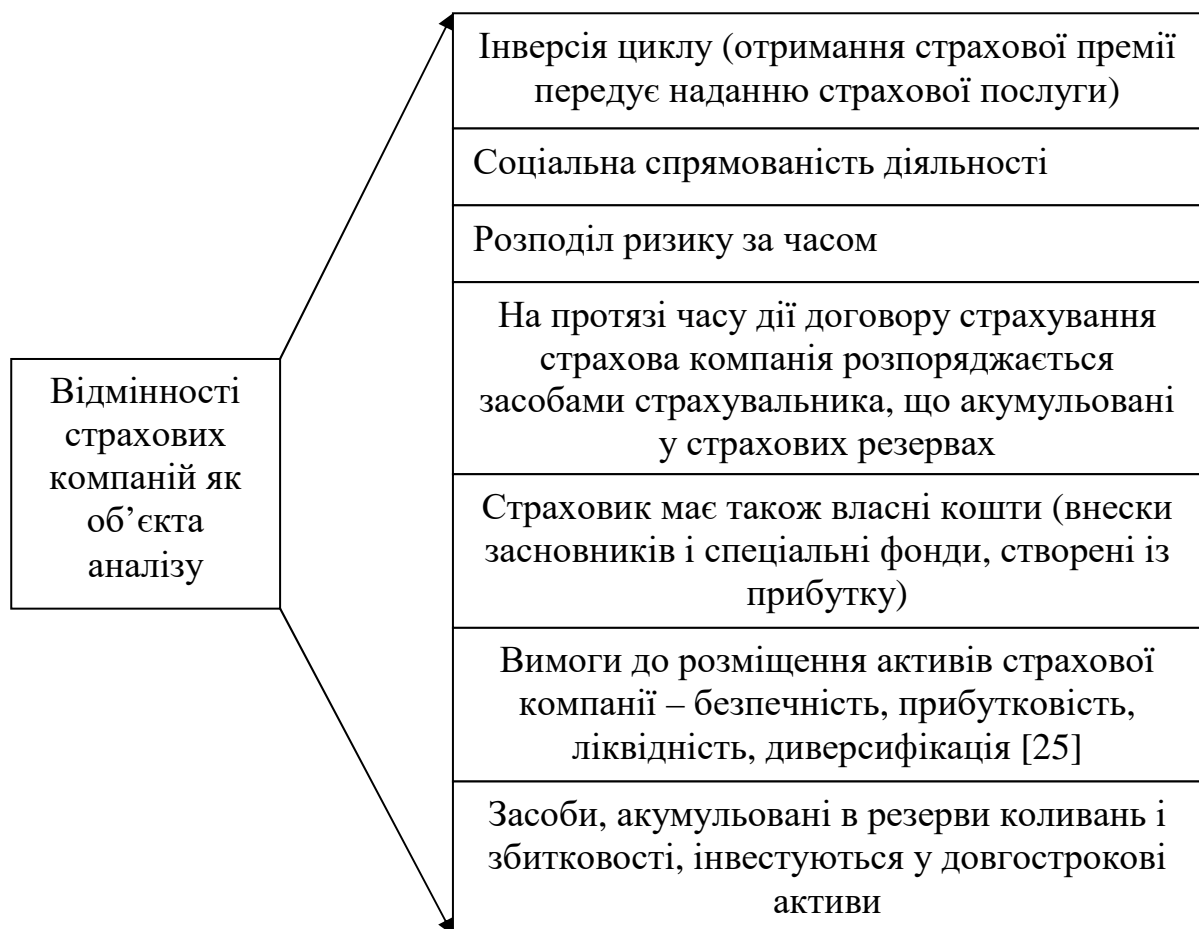 Відмінності
страхових
компаній як
об’єкта
аналізу
Інверсія циклу (отримання страхової премії
передує наданню страхової послуги)
Соціальна спрямованість діяльності
Розподіл ризику за часом
На протязі часу дії договору страхування
страхова компанія розпоряджається
засобами страхувальника, що акумульовані
у страхових резервах
Страховик має також власні кошти (внески
засновників і спеціальні фонди, створені із
прибутку)
Вимоги до розміщення активів страхової
компанії – безпечність, прибутковість,
ліквідність, диверсифікація [25]
Засоби, акумульовані в резерви коливань і
збитковості, інвестуються у довгострокові
активи